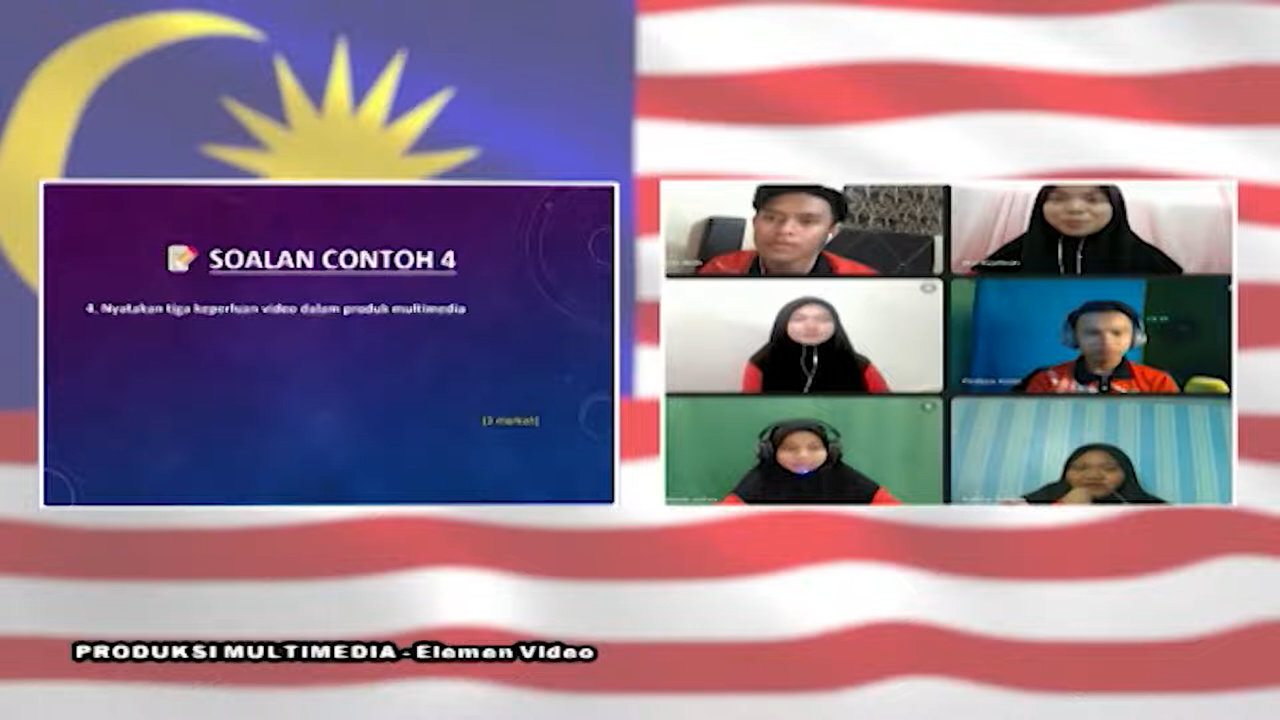 SOALAN CONTOH 4
4. Nyatakan tiga keperluan video dalam produk multimedia
[3 markah]
PRODUKSI MULTIMEDIA - Elemen Video